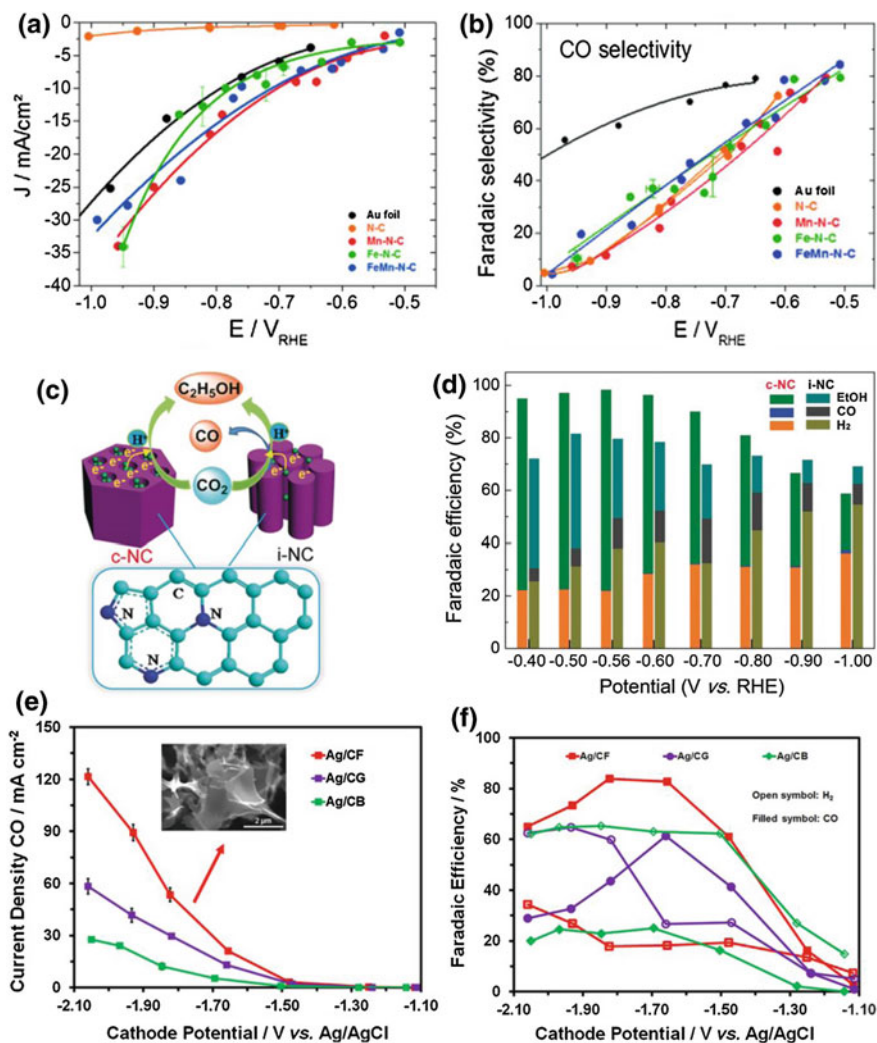 (a)
J / mA/cm²
0
-5
-10
-15
-20
-25
-30
-35
-40
Au foil
N-C
Mn-N-C
Fe-N-C
FeMn-N-C
-1.0 -0.9 -0.8 -0.7 -0.6 -0.5
E / V_RHE
(b)
CO selectivity
Faradaic selectivity (%)
100
80
60
40
20
0
Au foil
N-C
Mn-N-C
Fe-N-C
FeMn-N-C
-1.0 -0.9 -0.8 -0.7 -0.6 -0.5
E / V_RHE
(c)
C₂H₅OH
H⁺ CO H⁺
e⁻ e⁻ e⁻ e⁻
CO₂
c-NC i-NC
C
N N
N
(d)
Faradaic efficiency (%)
100
80
60
40
20
0
c-NC i-NC
EtOH
CO
H₂
-0.40 -0.50 -0.56 -0.60 -0.70 -0.80 -0.90 -1.00
Potential (V vs. RHE)
(e)
Current Density CO / mA cm⁻²
150
120
90
60
30
0
Ag/CF
Ag/CG
Ag/CB
2 µm
-2.10 -1.90 -1.70 -1.50 -1.30 -1.10
Cathode Potential / V vs. Ag/AgCl
(f)
Faradaic Efficiency / %
100
80
60
40
20
0
Ag/CF Ag/CG Ag/CB
Open symbol: H₂
Filled symbol: CO
-2.10 -1.90 -1.70 -1.50 -1.30 -1.10
Cathode Potential / V vs. Ag/AgCl